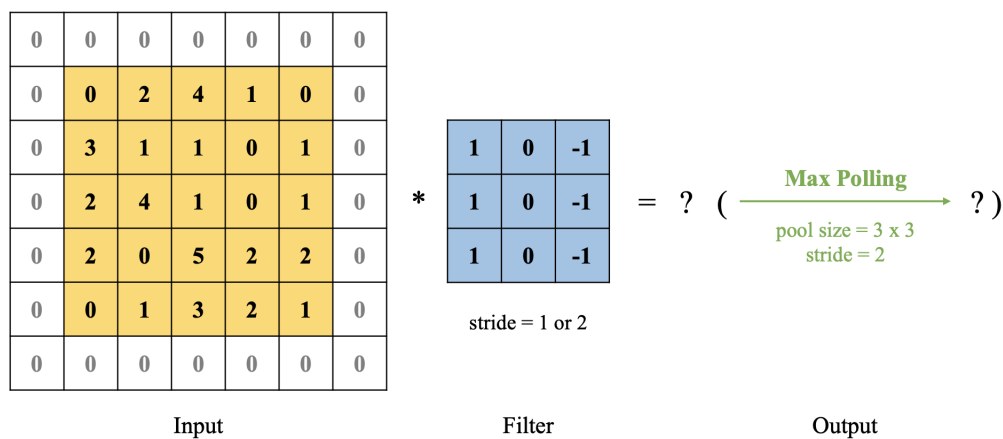 0 0 0 0 0 0 0
0 0 2 4 1 0 0
0 3 1 1 0 1 0
0 2 4 1 0 1 0
0 2 0 5 2 2 0
0 0 1 3 2 1 0
0 0 0 0 0 0 0
Input
*
1 0 -1
1 0 -1
1 0 -1
stride = 1 or 2
Filter
= ? ( Max Polling ? )
pool size = 3 x 3
stride = 2
Output